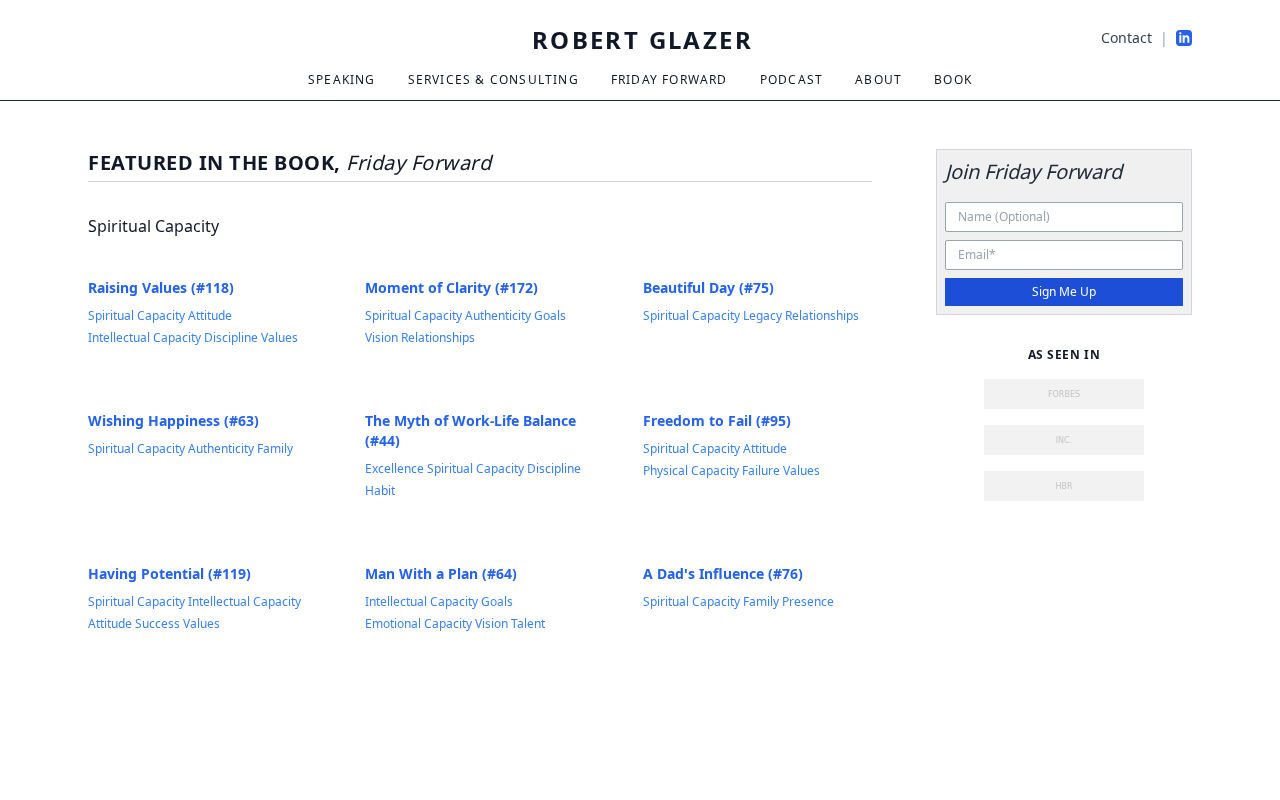 ROBERT GLAZER
Contact |
SPEAKING SERVICES & CONSULTING FRIDAY FORWARD PODCAST ABOUT BOOK
FEATURED IN THE BOOK, Friday Forward
Spiritual Capacity
Raising Values (#118)
Spiritual Capacity Attitude
Intellectual Capacity Discipline Values
Moment of Clarity (#172)
Spiritual Capacity Authenticity Goals
Vision Relationships
Beautiful Day (#75)
Spiritual Capacity Legacy Relationships
Wishing Happiness (#63)
Spiritual Capacity Authenticity Family
The Myth of Work-Life Balance
(#44)
Excellence Spiritual Capacity Discipline
Habit
Freedom to Fail (#95)
Spiritual Capacity Attitude
Physical Capacity Failure Values
Having Potential (#119)
Spiritual Capacity Intellectual Capacity
Attitude Success Values
Man With a Plan (#64)
Intellectual Capacity Goals
Emotional Capacity Vision Talent
A Dad's Influence (#76)
Spiritual Capacity Family Presence
Join Friday Forward
Name (Optional)
Email*
Sign Me Up
AS SEEN IN
FORBES
INC.
HBR